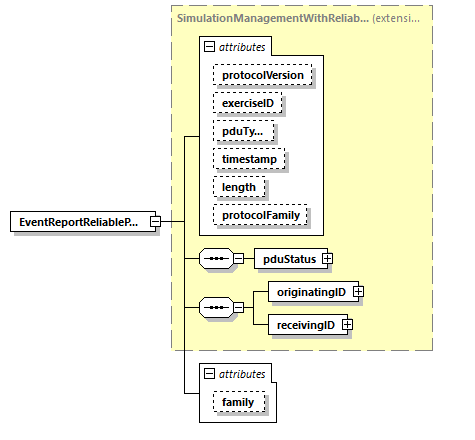 SimulationManagementWithReliab... (extensi...
attributes
protocolVersion
exerciseID
pduTy...
timestamp
length
protocolFamily
EventReportReliableP...
pduStatus
originatingID
receivingID
attributes
family